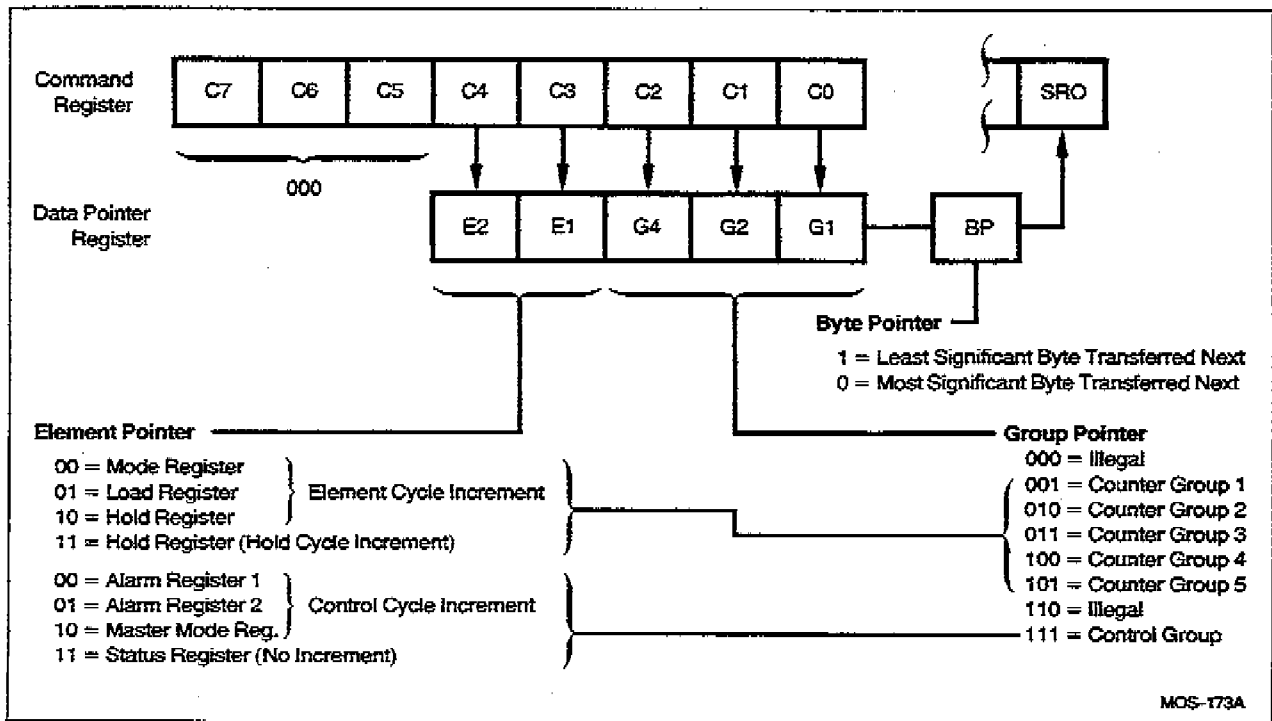 Command
Register
C7 C6 C5 C4 C3 C2 C1 C0
SRO
000
Data Pointer
Register
E2 E1 G4 G2 G1
BP
Byte Pointer
1 = Least Significant Byte Transferred Next
0 = Most Significant Byte Transferred Next
Element Pointer
00 = Mode Register
01 = Load Register
10 = Hold Register
Element Cycle Increment
11 = Hold Register (Hold Cycle Increment)
00 = Alarm Register 1
01 = Alarm Register 2
10 = Master Mode Reg.
Control Cycle Increment
11 = Status Register (No Increment)
Group Pointer
000 = Illegal
001 = Counter Group 1
010 = Counter Group 2
011 = Counter Group 3
100 = Counter Group 4
101 = Counter Group 5
110 = Illegal
111 = Control Group
MOS-173A